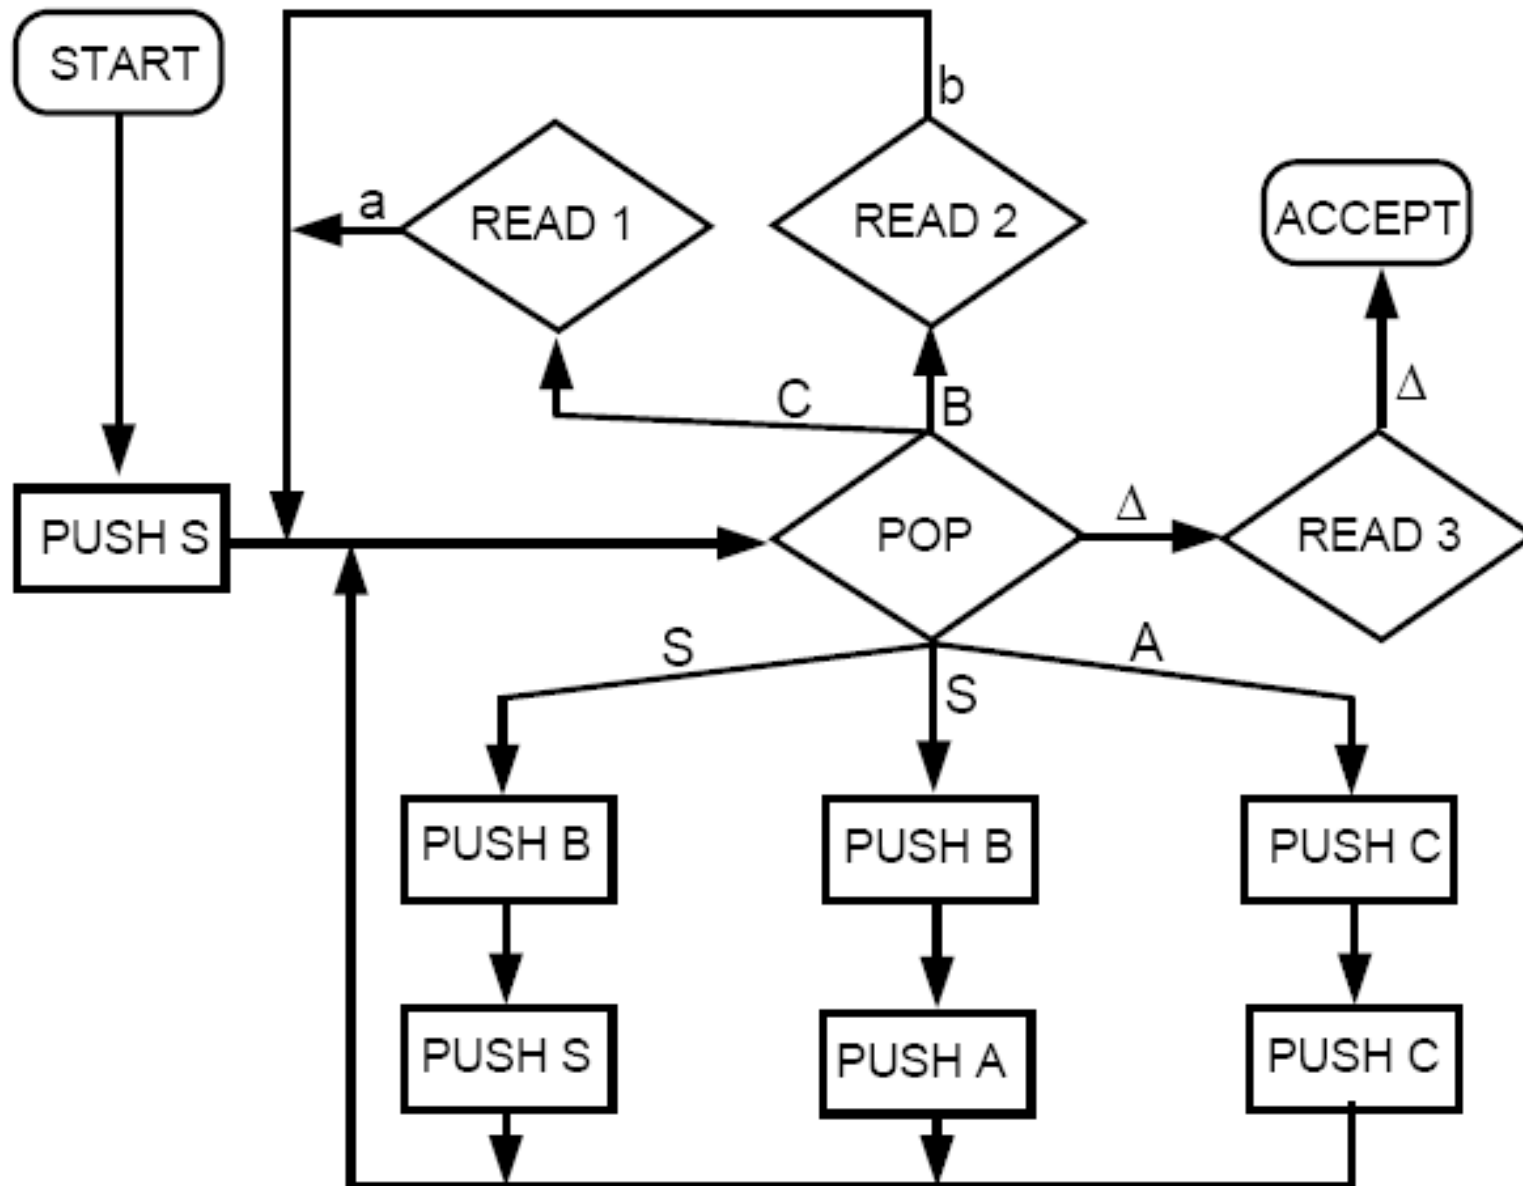 START
b
a
READ 1
READ 2
ACCEPT
C
B
Δ
PUSH S
POP
Δ
READ 3
S
S
A
PUSH B
PUSH B
PUSH C
PUSH S
PUSH A
PUSH C